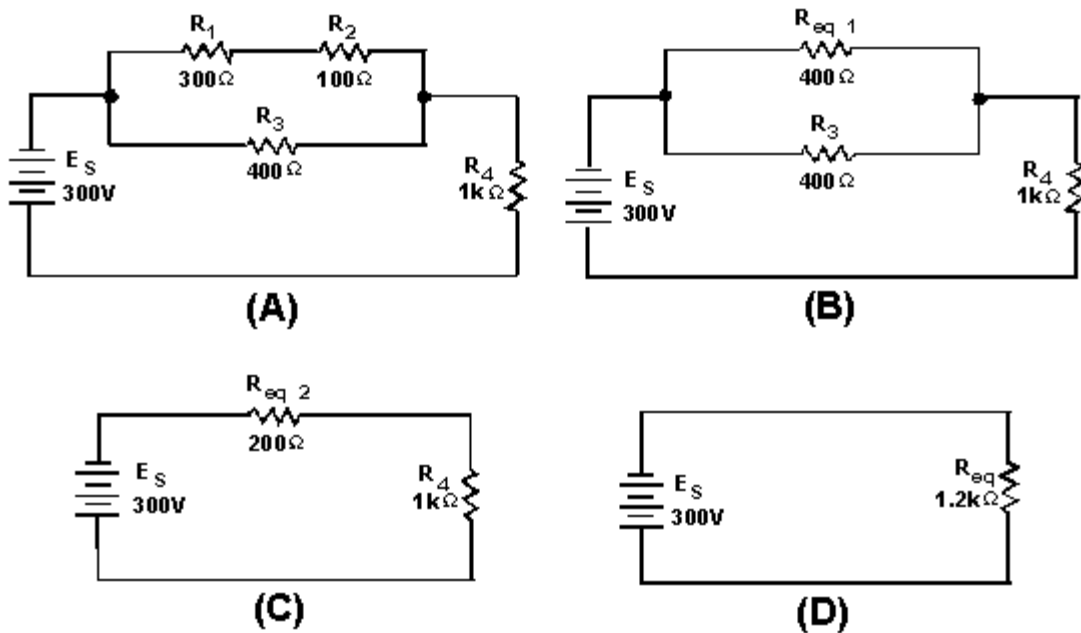 R1
300Ω
R2
100Ω
R3
400Ω
ES
300V
R4
1kΩ
(A)
Req 1
400Ω
R3
400Ω
ES
300V
R4
1kΩ
(B)
Req 2
200Ω
ES
300V
R4
1kΩ
(C)
ES
300V
Req
1.2kΩ
(D)